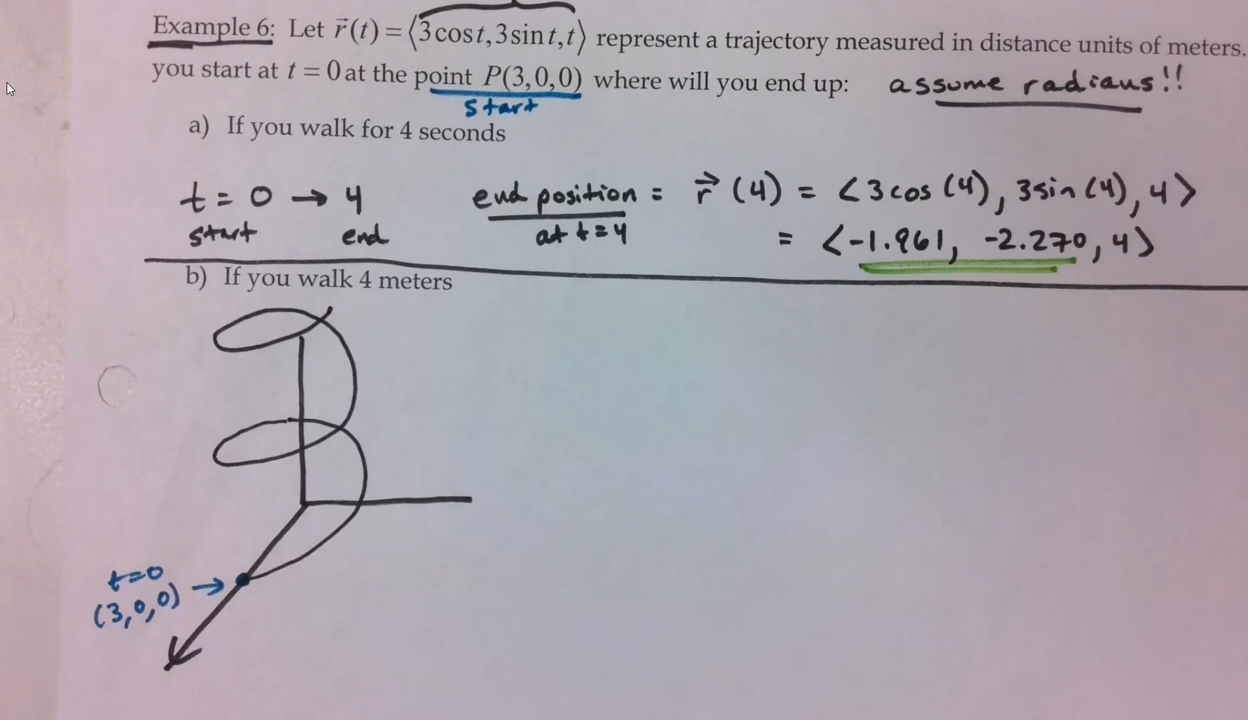 Example 6: Let r⃗(t) = ⟨3cost, 3sint, t⟩ represent a trajectory measured in distance units of meters.
you start at t = 0 at the point P(3,0,0) where will you end up: assume radians!!
start
a) If you walk for 4 seconds
t = 0 → 4 end position = r⃗(4) = <3cos(4), 3sin(4), 4>
start end at t=4 = <-1.961, -2.270, 4>
b) If you walk 4 meters
t=0
(3,0,0) →